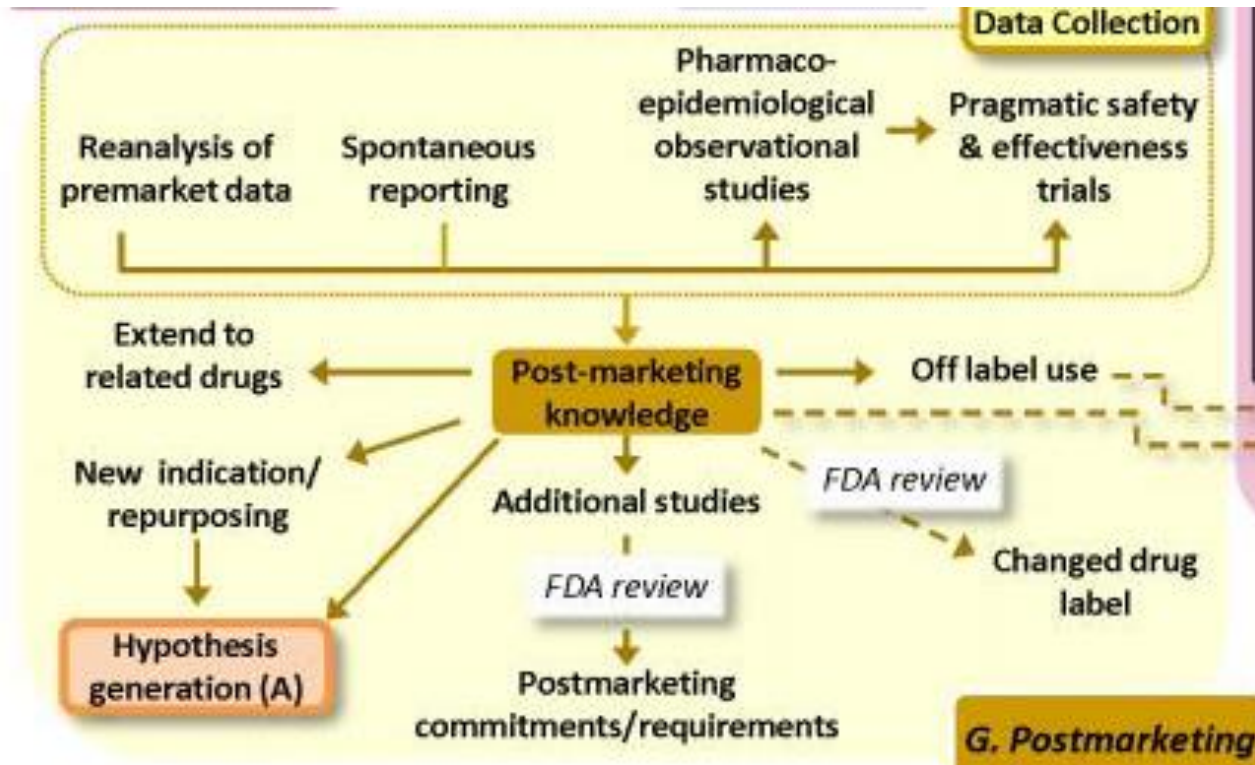 Data Collection
Reanalysis of
premarket data
Spontaneous
reporting
Pharmaco-
epidemiological
observational
studies
Pragmatic safety
& effectiveness
trials
Extend to
related drugs
Post-marketing
knowledge
Off label use
New indication/
repurposing
Additional studies
FDA review
FDA review
Changed drug
label
Hypothesis
generation (A)
Postmarketing
commitments/requirements
G. Postmarketing